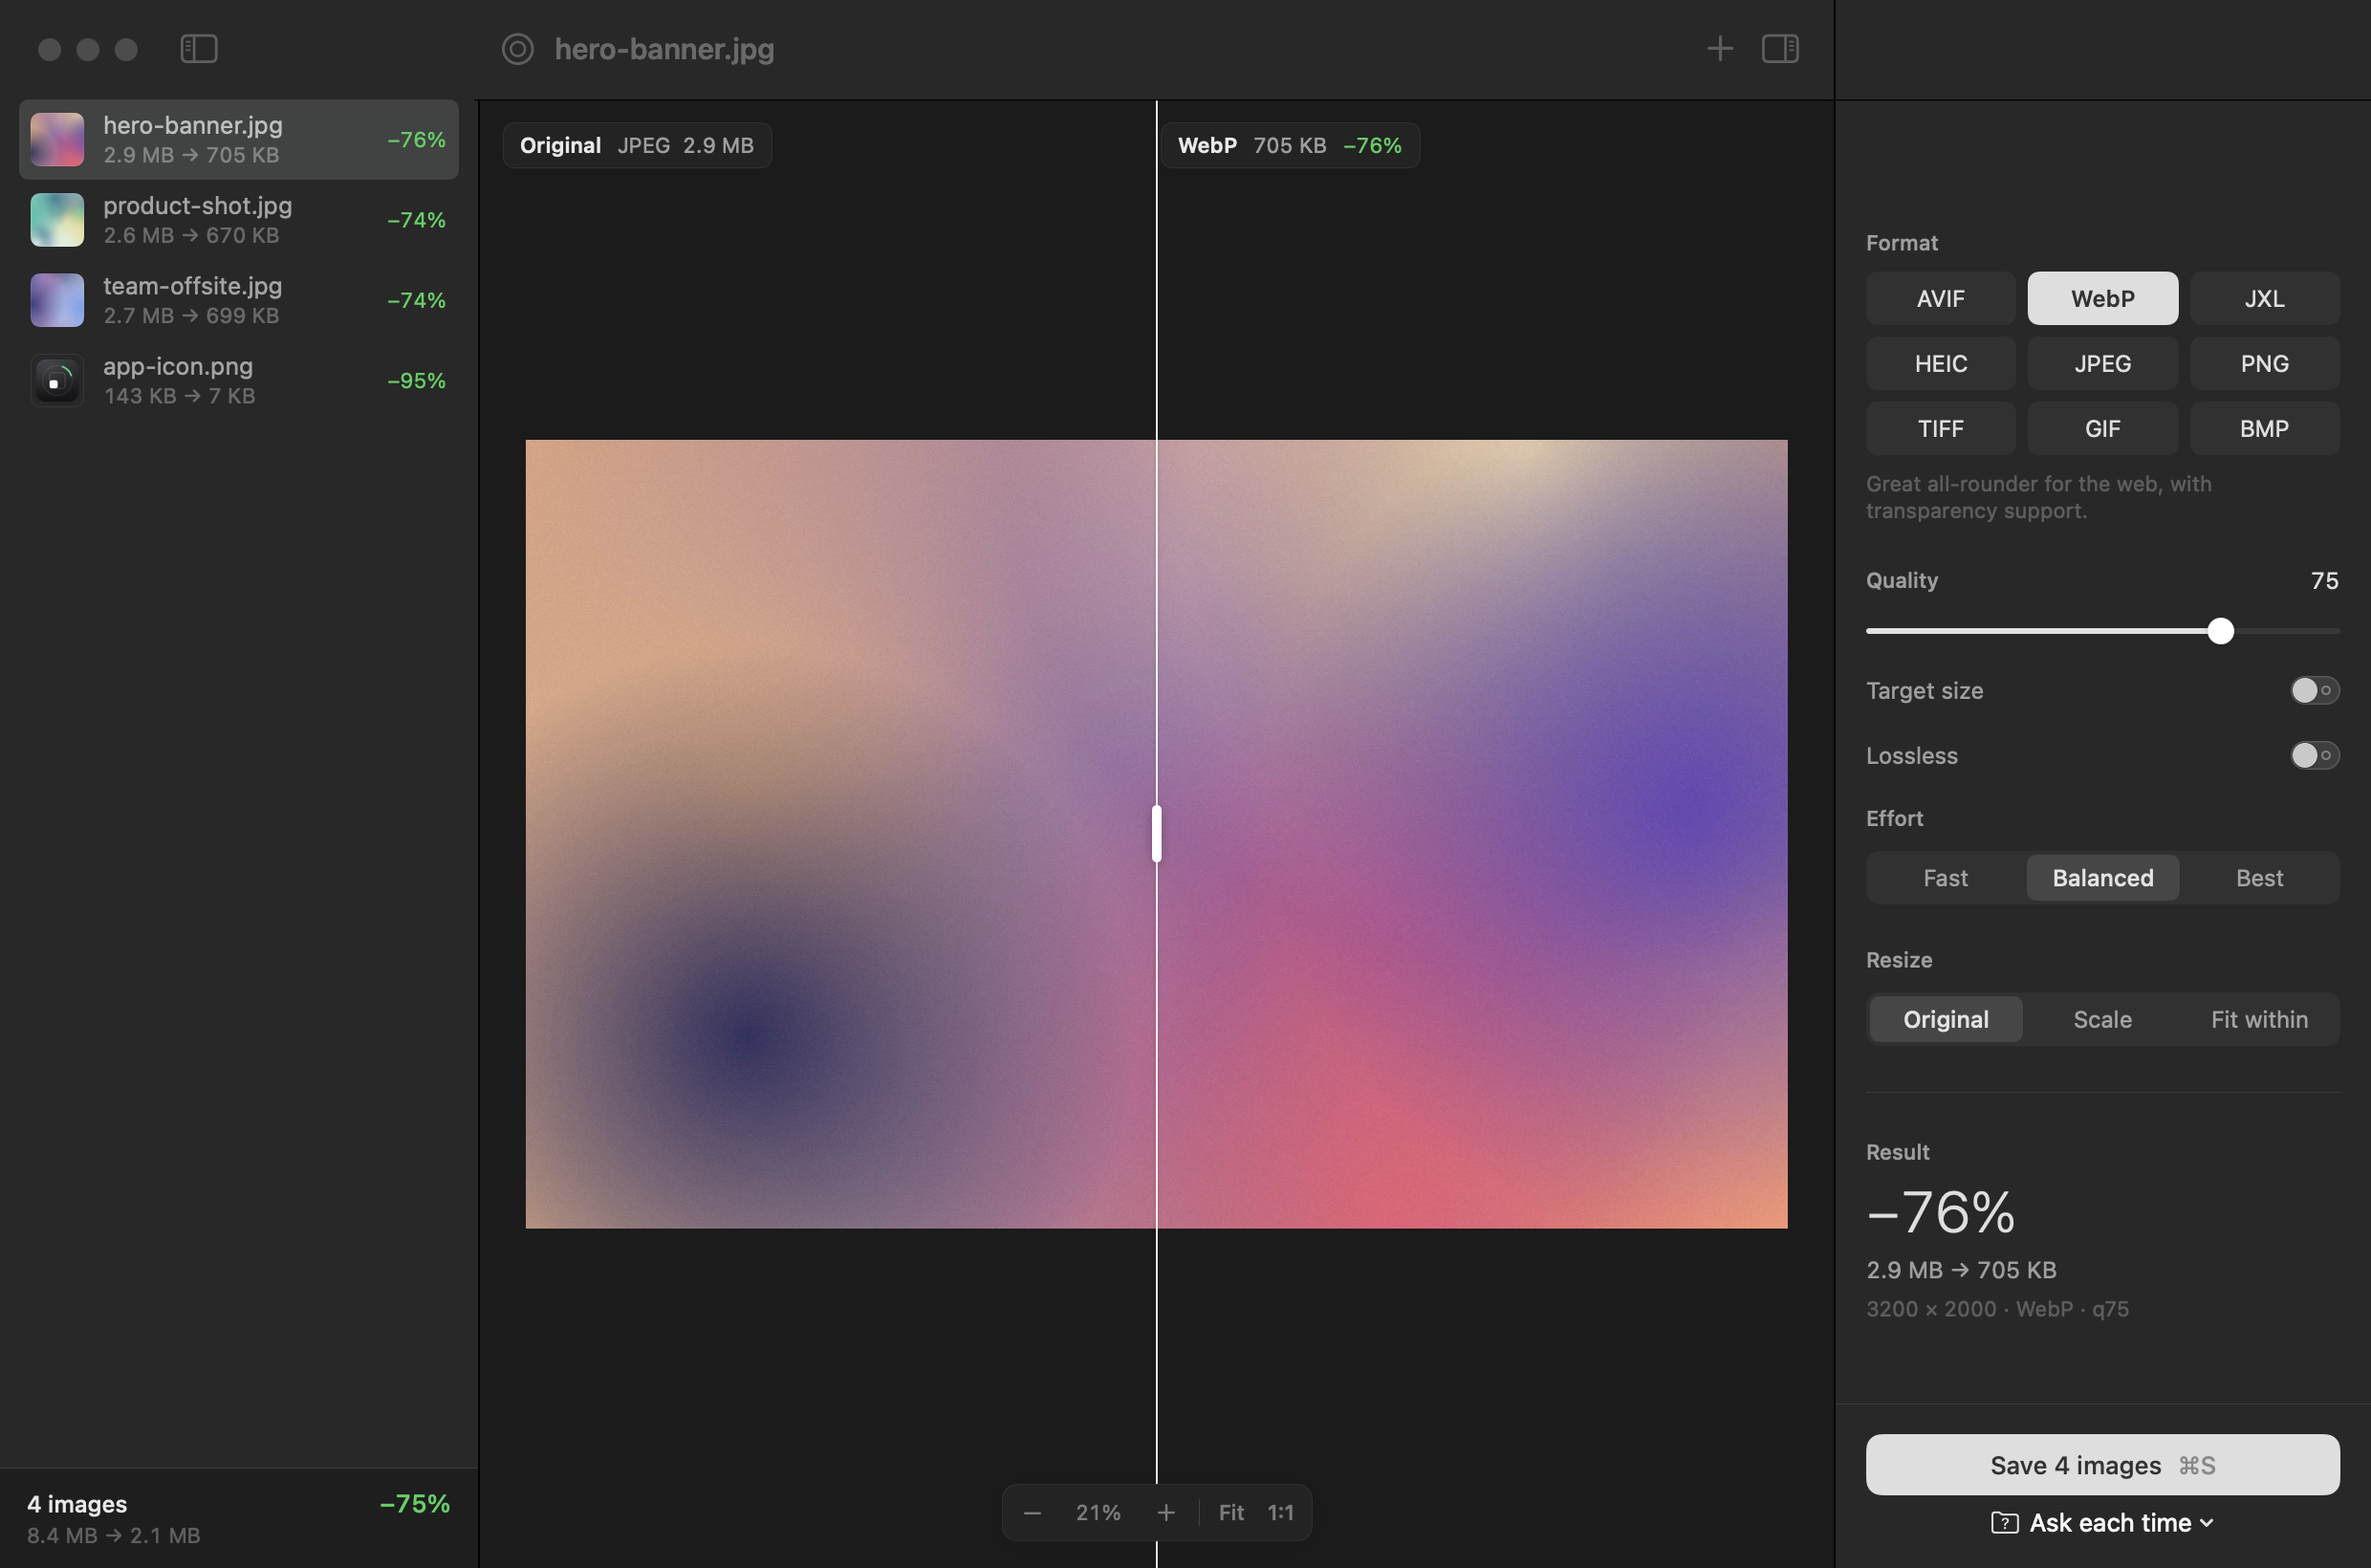 hero-banner.jpg
hero-banner.jpg
2.9 MB → 705 KB
–76%
product-shot.jpg
2.6 MB → 670 KB
–74%
team-offsite.jpg
2.7 MB → 699 KB
–74%
app-icon.png
143 KB → 7 KB
–95%
4 images
–75%
8.4 MB → 2.1 MB
Original JPEG 2.9 MB
WebP 705 KB –76%
21% Fit 1:1
Format
AVIF WebP JXL
HEIC JPEG PNG
TIFF GIF BMP
Great all-rounder for the web, with
transparency support.
Quality 75
Target size
Lossless
Effort
Fast Balanced Best
Resize
Original Scale Fit within
Result
–76%
2.9 MB → 705 KB
3200 × 2000 · WebP · q75
Save 4 images ⌘S
Ask each time